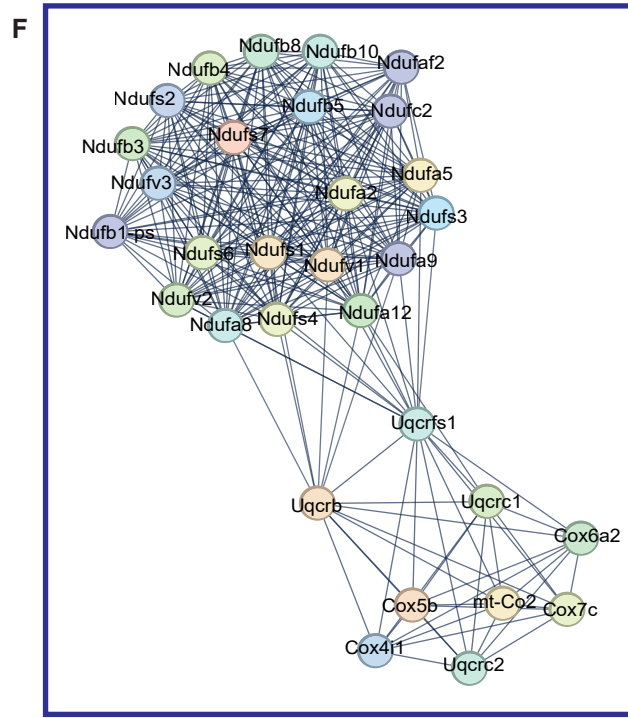 F
Ndufb8
Ndufb10
Ndufaf2
Ndufb4
Ndufs2
Ndufb5
Ndufc2
Ndufs7
Ndufb3
Ndufa5
Ndufv3
Ndufa2
Ndufs3
Ndufb1-ps
Ndufs6
Ndufs1
Ndufv1
Ndufa9
Ndufv2
Ndufa8
Ndufs4
Ndufa12
Uqcrfs1
Uqcrb
Uqcrc1
Cox6a2
Cox5b
mt-Co2
Cox7c
Cox4i1
Uqcrc2